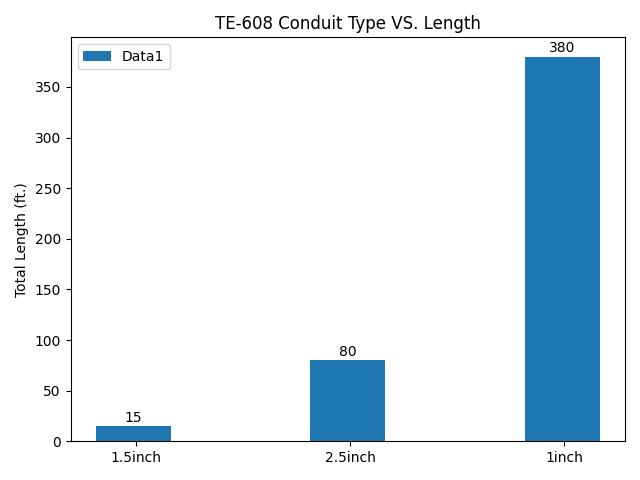 TE-608 Conduit Type VS. Length
Data1
Total Length (ft.)
350
300
250
200
150
100
50
0
15
80
380
1.5inch
2.5inch
1inch